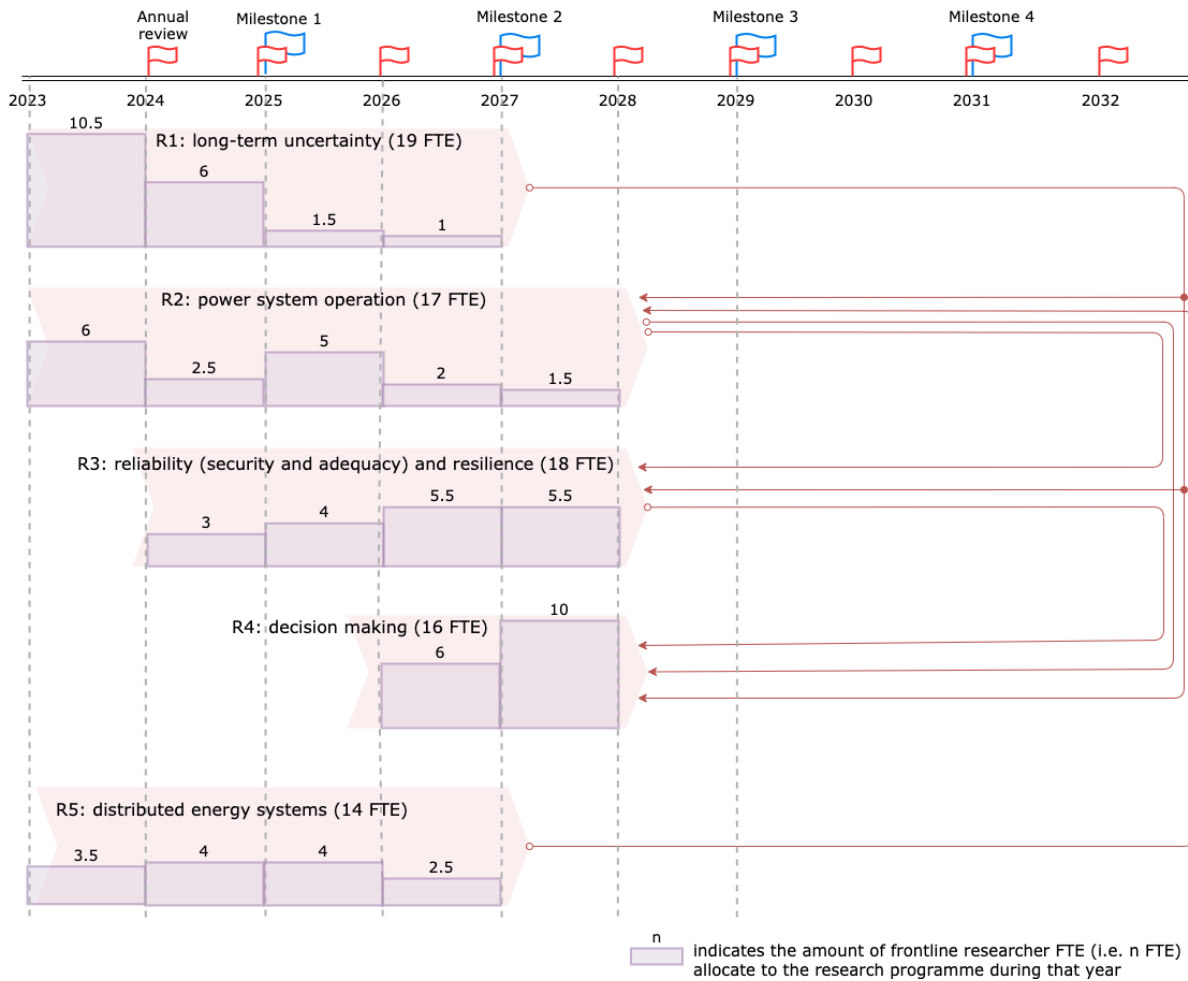 Annual
review
Milestone 1
Milestone 2
Milestone 3
Milestone 4
2023
2024
2025
2026
2027
2028
2029
2030
2031
2032
10.5
R1: long-term uncertainty (19 FTE)
6
1.5
1
R2: power system operation (17 FTE)
6
2.5
5
2
1.5
R3: reliability (security and adequacy) and resilience (18 FTE)
3
4
5.5
5.5
10
R4: decision making (16 FTE)
6
R5: distributed energy systems (14 FTE)
3.5
4
4
2.5
n
indicates the amount of frontline researcher FTE (i.e. n FTE)
allocate to the research programme during that year